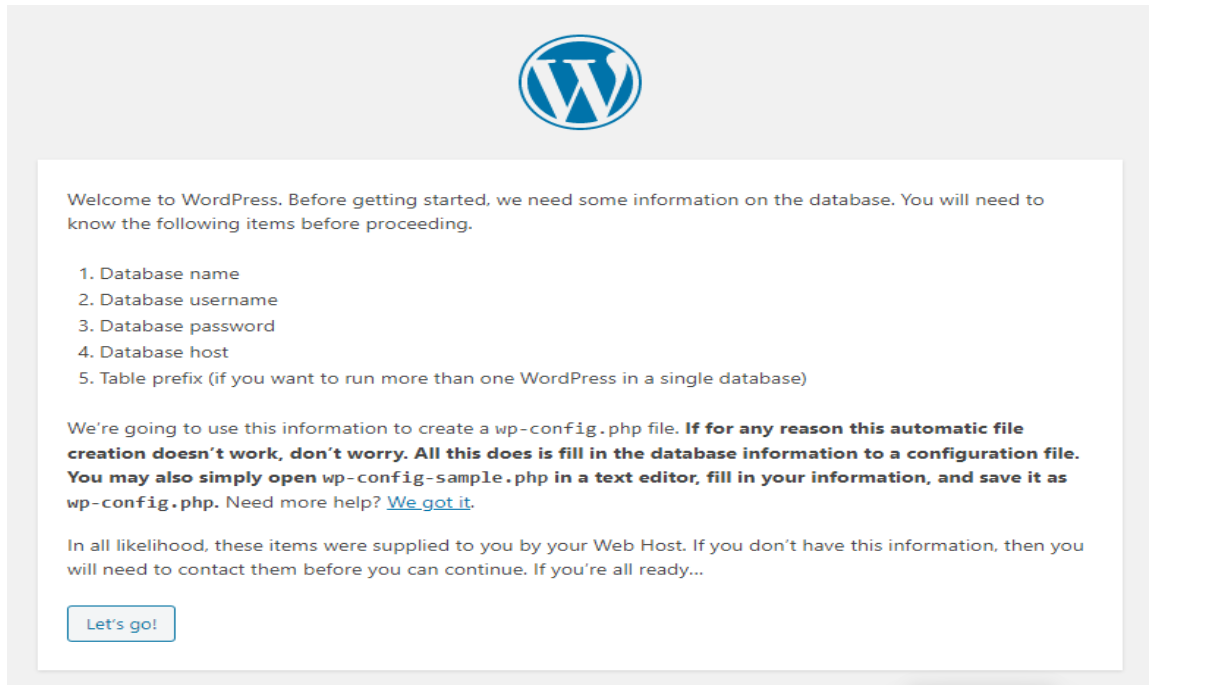 Welcome to WordPress. Before getting started, we need some information on the database. You will need to
know the following items before proceeding.
1. Database name
2. Database username
3. Database password
4. Database host
5. Table prefix (if you want to run more than one WordPress in a single database)
We're going to use this information to create a wp-config.php file. If for any reason this automatic file
creation doesn't work, don't worry. All this does is fill in the database information to a configuration file.
You may also simply open wp-config-sample.php in a text editor, fill in your information, and save it as
wp-config.php. Need more help? We got it.
In all likelihood, these items were supplied to you by your Web Host. If you don't have this information, then you
will need to contact them before you can continue. If you're all ready...
Let's go!